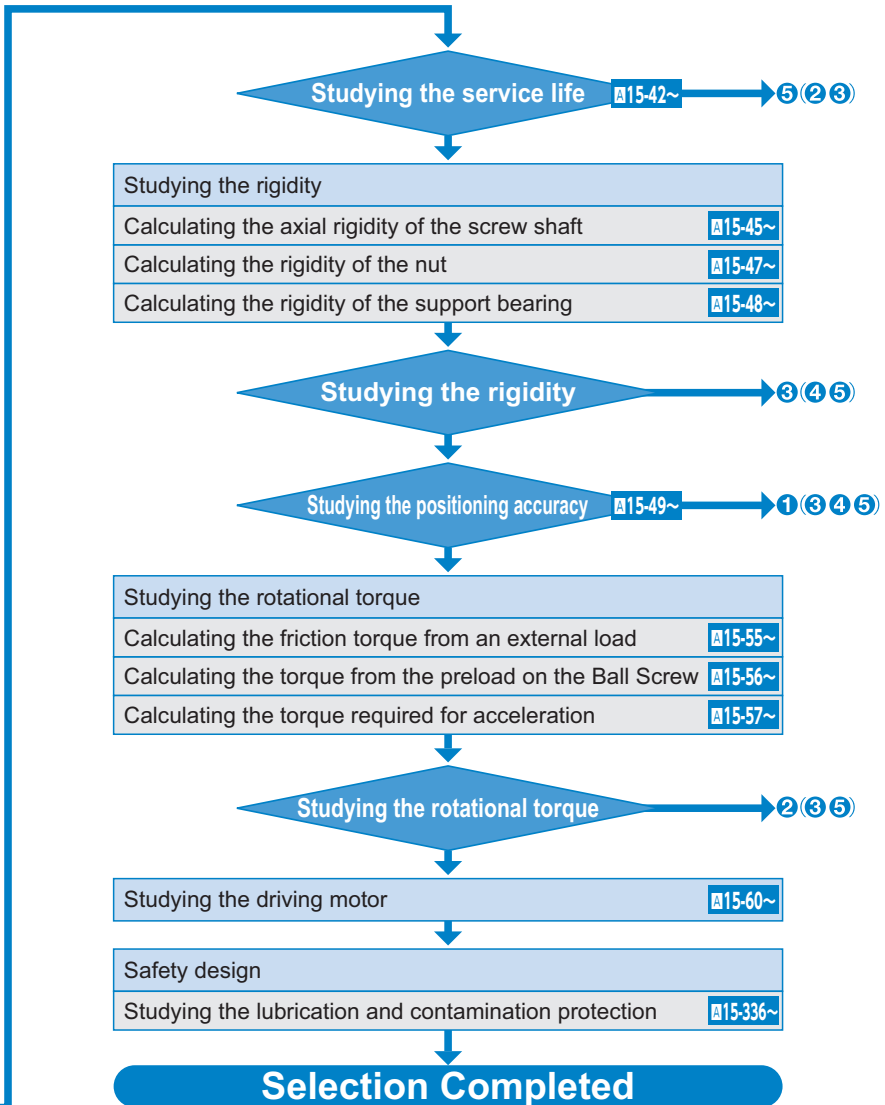 Studying the service life A15-42~ ❺(❷❸)
Studying the rigidity
Calculating the axial rigidity of the screw shaft A15-45~
Calculating the rigidity of the nut A15-47~
Calculating the rigidity of the support bearing A15-48~
Studying the rigidity ❸(❹❺)
Studying the positioning accuracy A15-49~ ❶(❸❹❺)
Studying the rotational torque
Calculating the friction torque from an external load A15-55~
Calculating the torque from the preload on the Ball Screw A15-56~
Calculating the torque required for acceleration A15-57~
Studying the rotational torque ❷(❸❺)
Studying the driving motor A15-60~
Safety design
Studying the lubrication and contamination protection A15-336~
Selection Completed